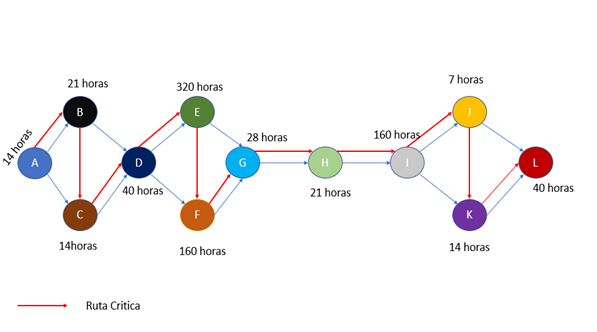 7 horas
21 horas
320 horas
B
E
J
14 horas
28 horas
160 horas
A
D
G
H
I
L
40 horas
21 horas
40 horas
C
F
K
14horas
160 horas
14 horas
Ruta Critica